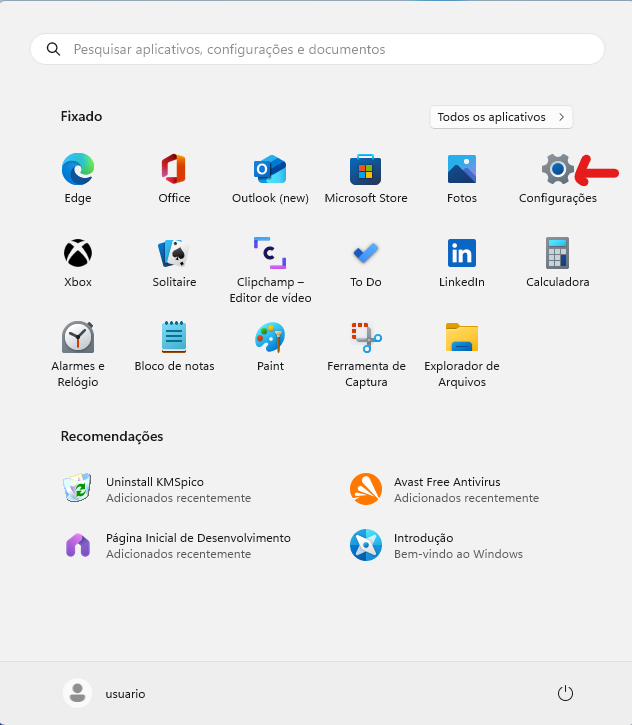 Pesquisar aplicativos, configurações e documentos
Fixado
Todos os aplicativos
Edge
Office
Outlook (new)
Microsoft Store
Fotos
Configurações
Xbox
Solitaire
Clipchamp –
Editor de vídeo
To Do
LinkedIn
Calculadora
Alarmes e
Relógio
Bloco de notas
Paint
Ferramenta de
Captura
Explorador de
Arquivos
Recomendações
Uninstall KMSpico
Adicionados recentemente
Avast Free Antivirus
Adicionados recentemente
Página Inicial de Desenvolvimento
Adicionados recentemente
Introdução
Bem-vindo ao Windows
usuario